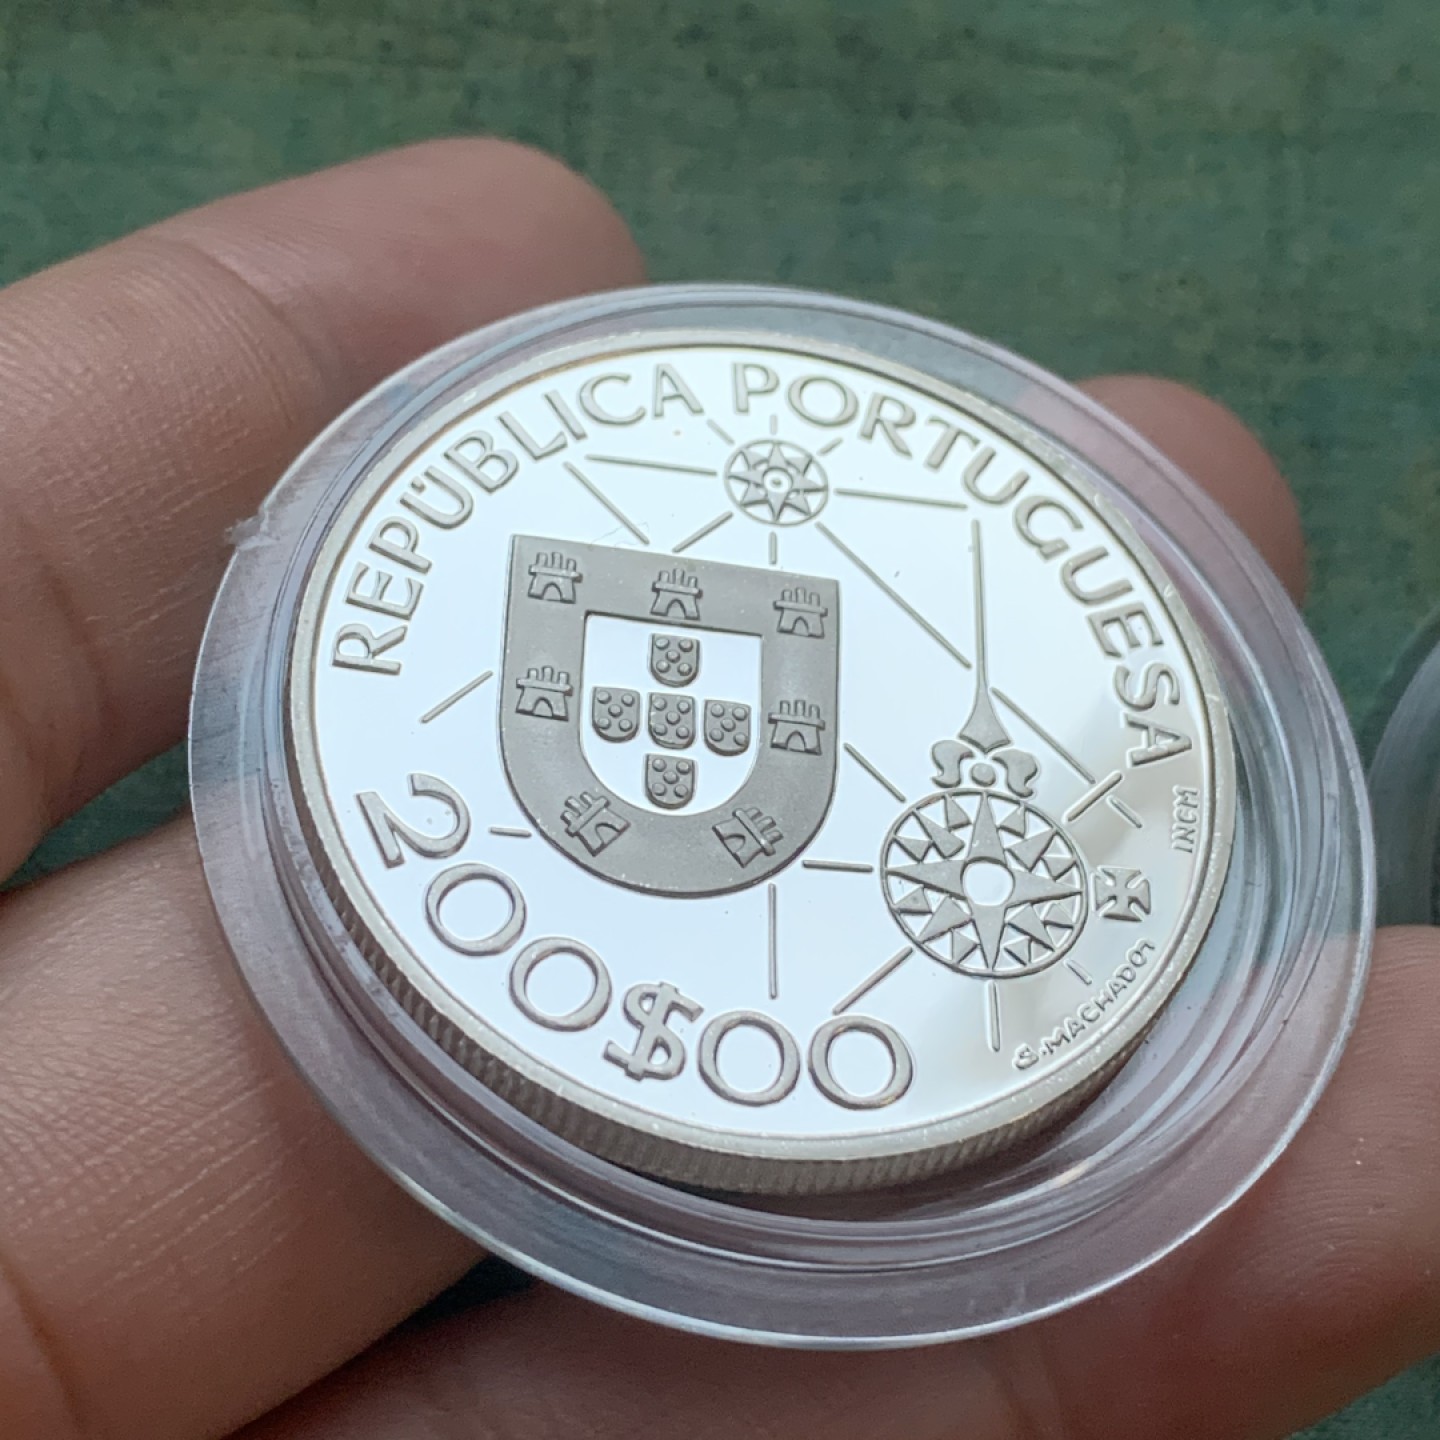 REPÚBLICA PORTUGUESA
200$00
INCM
S. MACHADO